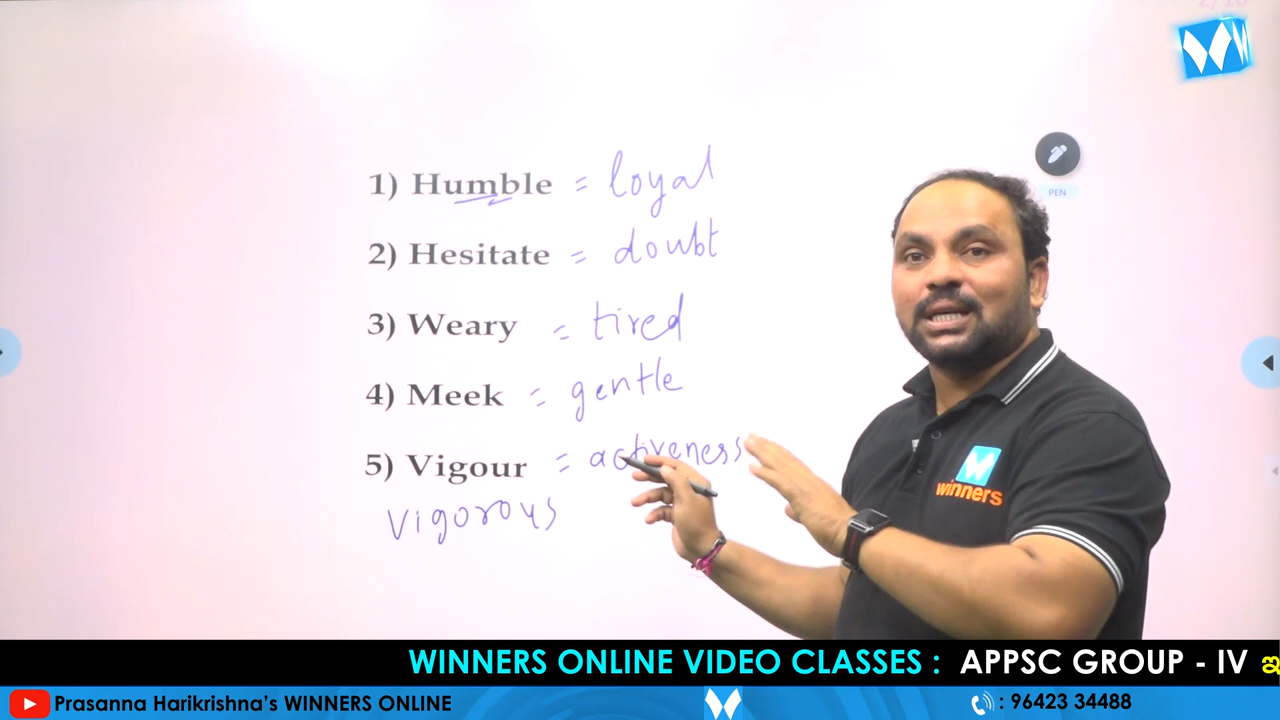 W
PEN
1) Humble = loyal
2) Hesitate = doubt
3) Weary = tired
4) Meek = gentle
5) Vigour = activeness
vigorous
winners
WINNERS ONLINE VIDEO CLASSES : APPSC GROUP - IV
Prasanna Harikrishna's WINNERS ONLINE : 96423 34488